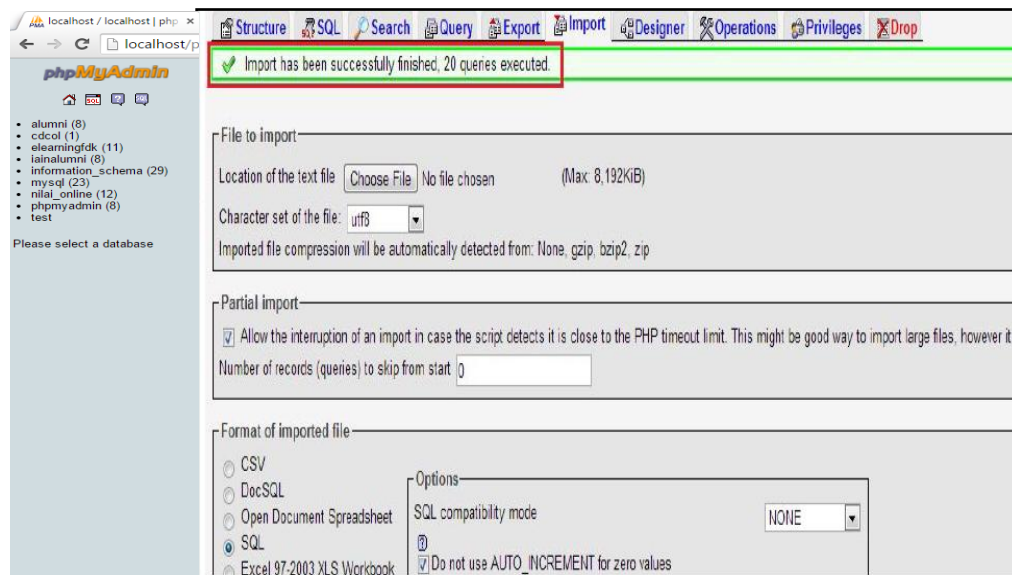 localhost / localhost | php
localhost/p
phpMyAdmin
SQL
alumni (8)
cdcol (1)
elearningfdk (11)
iainalumni (8)
information_schema (29)
mysql (23)
nilai_online (12)
phpmyadmin (8)
test
Please select a database
Structure SQL Search Query Export Import Designer Operations Privileges Drop
Import has been successfully finished, 20 queries executed.
File to import
Location of the text file Choose File No file chosen (Max: 8,192KiB)
Character set of the file: utf8
Imported file compression will be automatically detected from: None, gzip, bzip2, zip
Partial import
Allow the interruption of an import in case the script detects it is close to the PHP timeout limit. This might be good way to import large files, however it
Number of records (queries) to skip from start 0
Format of imported file
CSV
DocSQL
Open Document Spreadsheet
SQL
Excel 97-2003 XLS Workbook
Options
SQL compatibility mode NONE
Do not use AUTO_INCREMENT for zero values